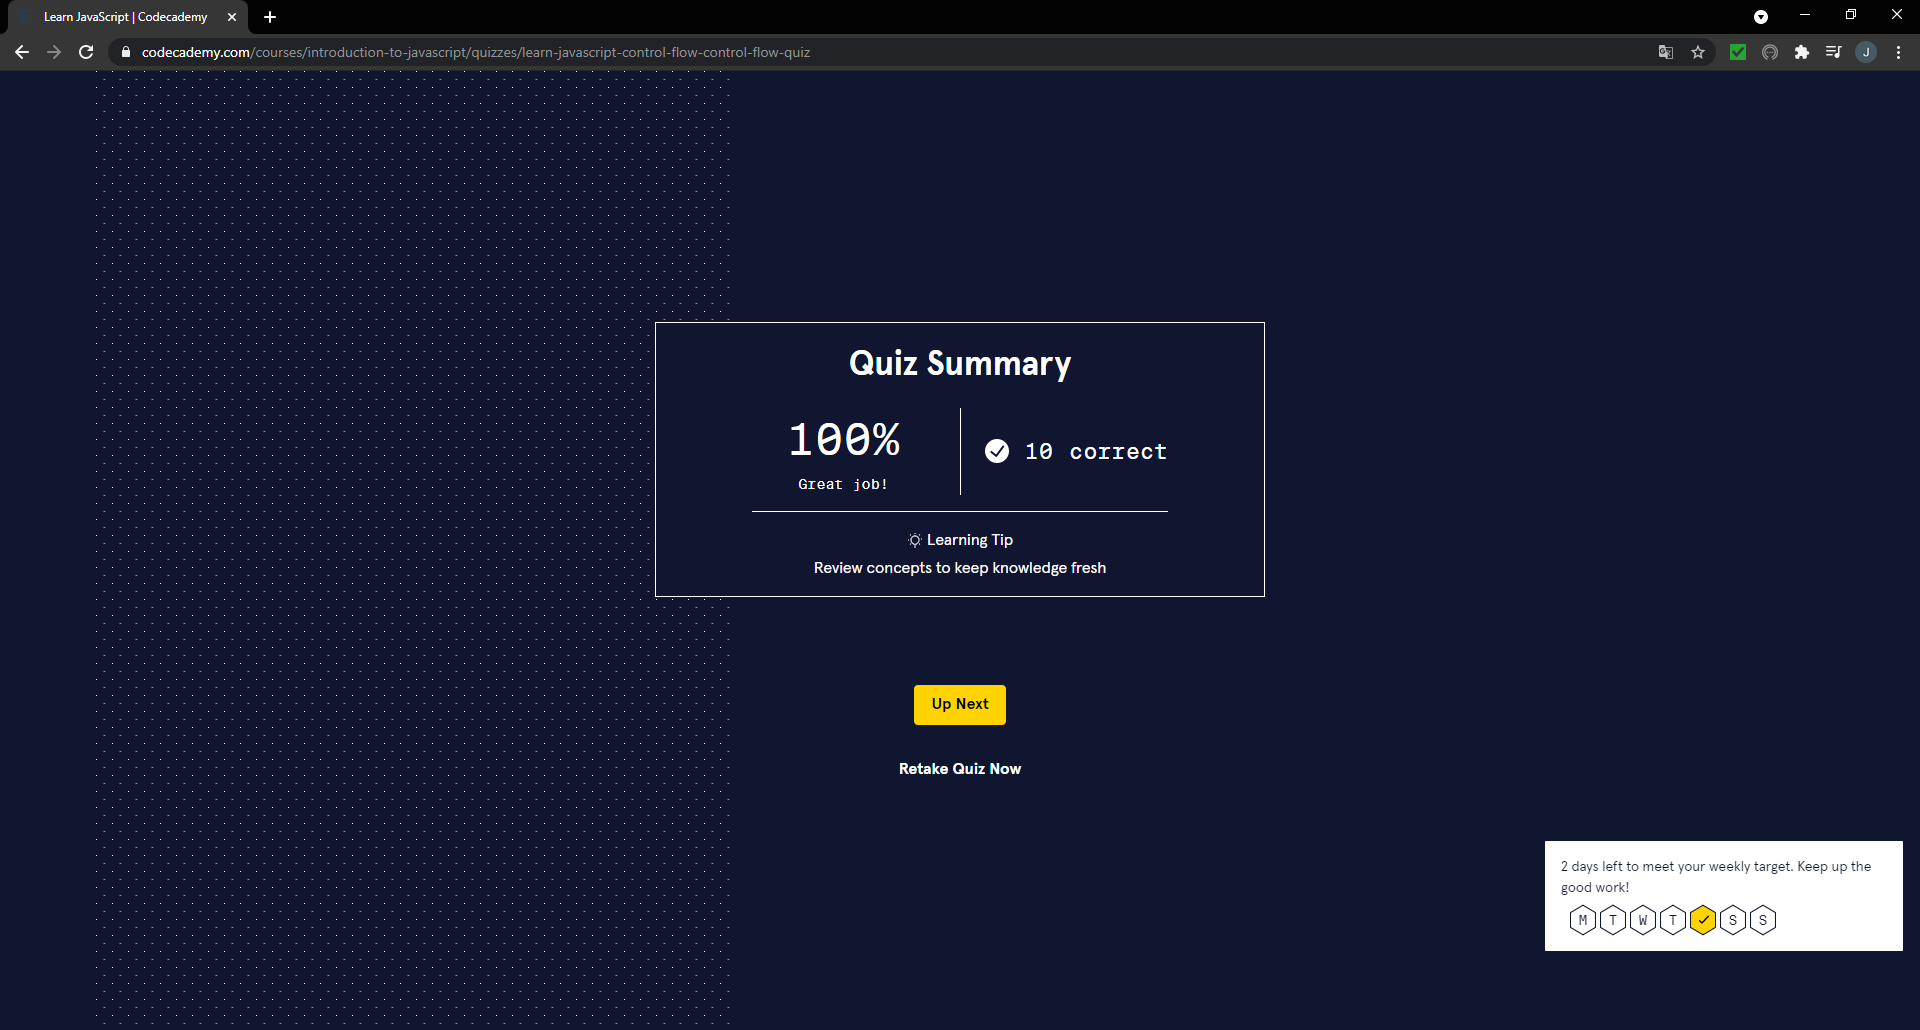 Learn JavaScript | Codecademy
codecademy.com/courses/introduction-to-javascript/quizzes/learn-javascript-control-flow-control-flow-quiz
J
Quiz Summary
100%
Great job!
10 correct
Learning Tip
Review concepts to keep knowledge fresh
Up Next
Retake Quiz Now
2 days left to meet your weekly target. Keep up the
good work!
M T W T S S